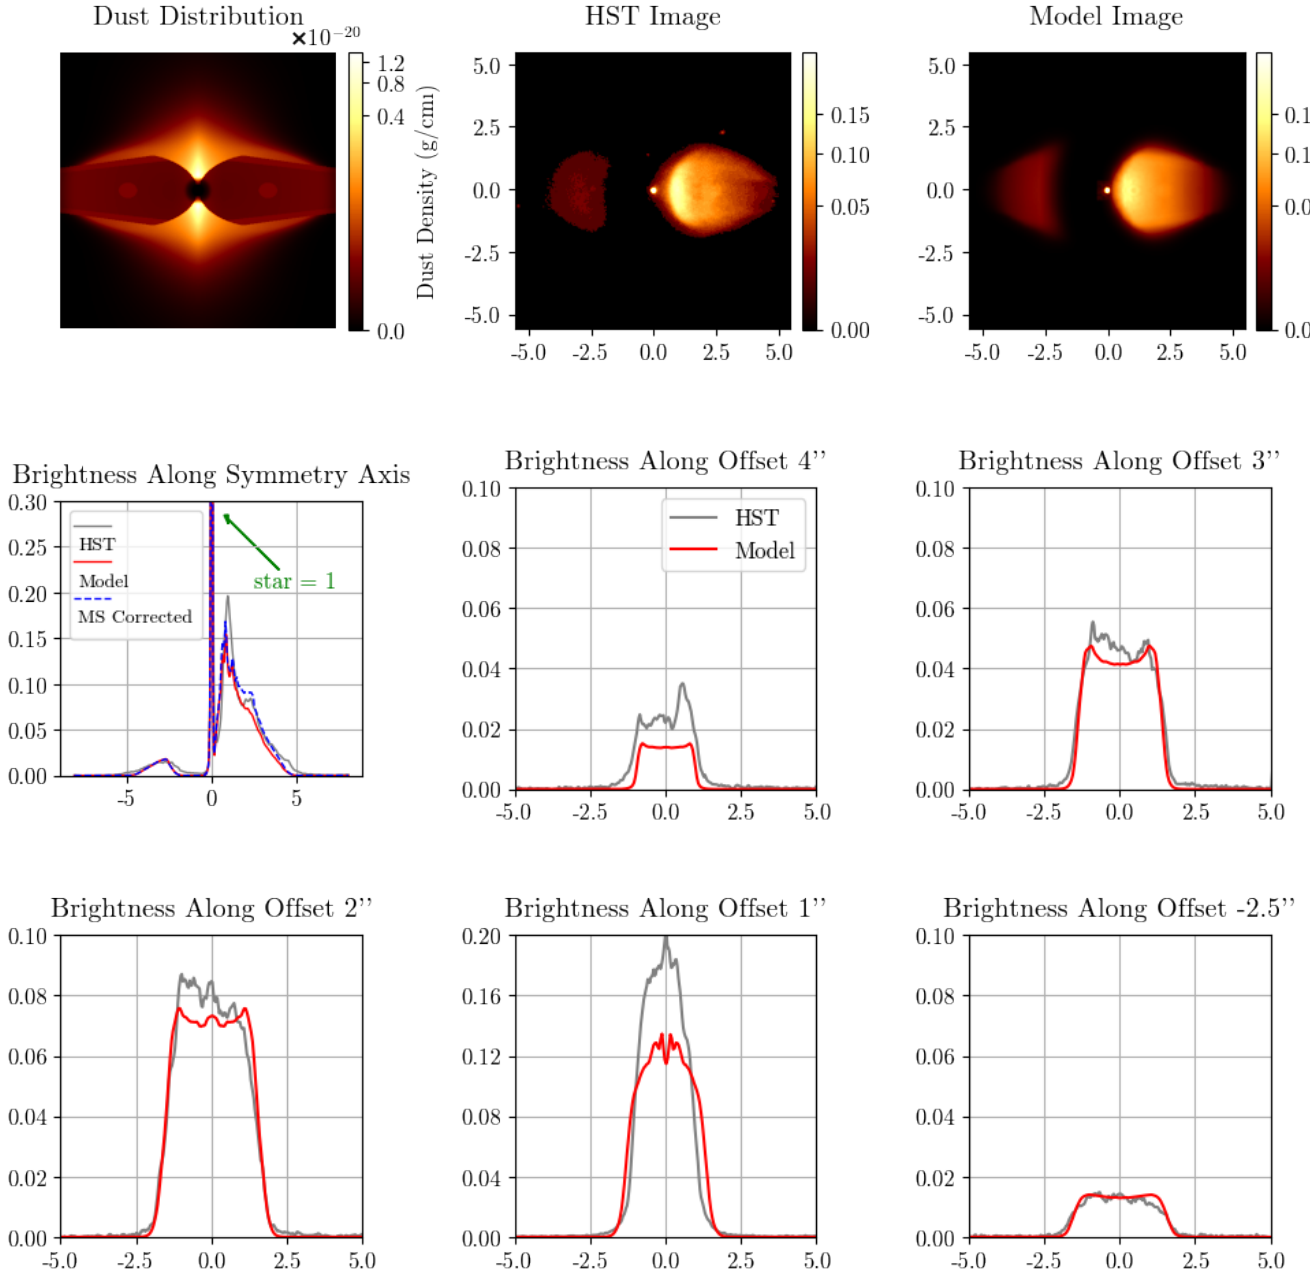 Dust Distribution
×10⁻²⁰
1.2
0.8
0.4
0.0
Dust Density (g/cm
HST Image
5.0
2.5
0.0
-2.5
-5.0
-5.0 -2.5 0.0 2.5 5.0
0.15
0.10
0.05
0.00
Model Image
5.0
2.5
0.0
-2.5
-5.0
-5.0 -2.5 0.0 2.5 5.0
0.1
0.1
0.0
0.00
Brightness Along Symmetry Axis
0.30
0.25
0.20
0.15
0.10
0.05
0.00
-5 0 5
HST
Model
MS Corrected
star = 1
Brightness Along Offset 4’’
0.10
0.08
0.06
0.04
0.02
0.00
-5.0 -2.5 0.0 2.5 5.0
HST
Model
Brightness Along Offset 3’’
0.10
0.08
0.06
0.04
0.02
0.00
-5.0 -2.5 0.0 2.5 5.0
Brightness Along Offset 2’’
0.10
0.08
0.06
0.04
0.02
0.00
-5.0 -2.5 0.0 2.5 5.0
Brightness Along Offset 1’’
0.20
0.16
0.12
0.08
0.04
0.00
-5.0 -2.5 0.0 2.5 5.0
Brightness Along Offset -2.5’’
0.10
0.08
0.06
0.04
0.02
0.00
-5.0 -2.5 0.0 2.5 5.0